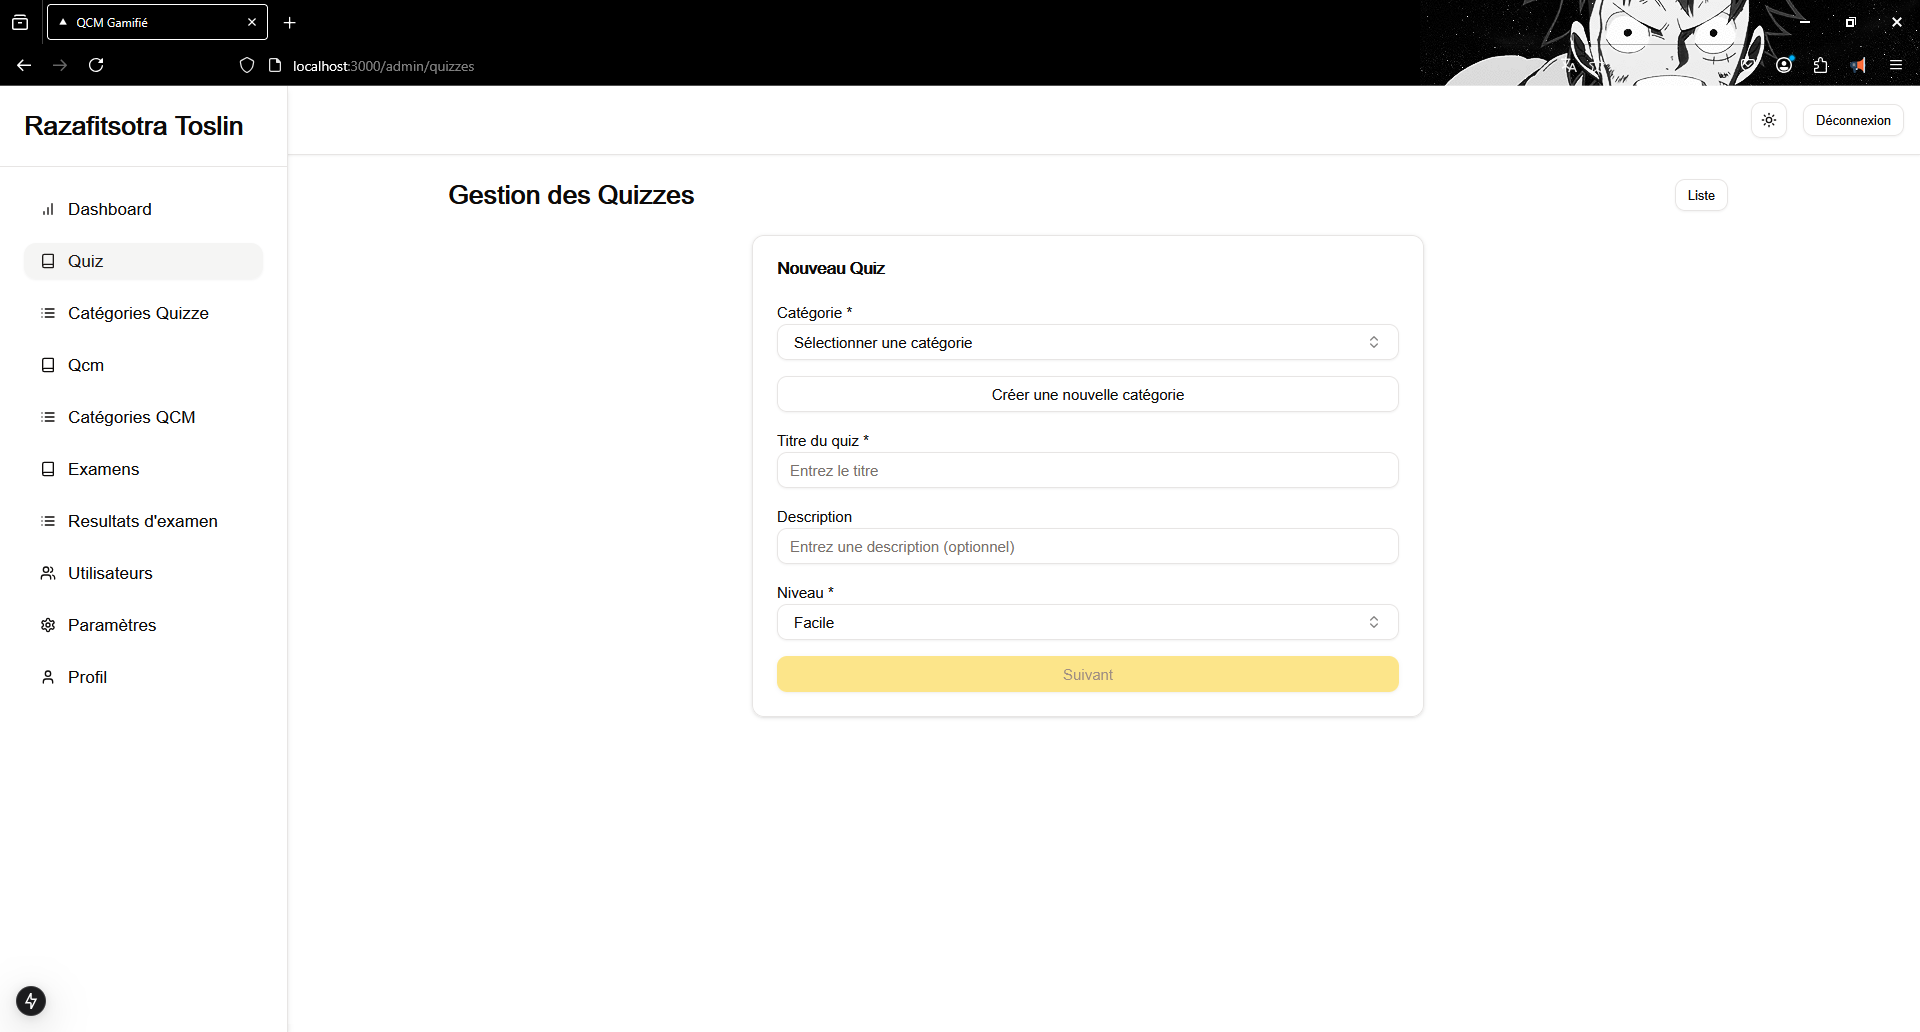 QCM Gamifié
localhost:3000/admin/quizzes
Razafitsotra Toslin
Déconnexion
Dashboard
Quiz
Catégories Quizze
Qcm
Catégories QCM
Examens
Resultats d'examen
Utilisateurs
Paramètres
Profil
Gestion des Quizzes
Liste
Nouveau Quiz
Catégorie *
Sélectionner une catégorie
Créer une nouvelle catégorie
Titre du quiz *
Entrez le titre
Description
Entrez une description (optionnel)
Niveau *
Facile
Suivant